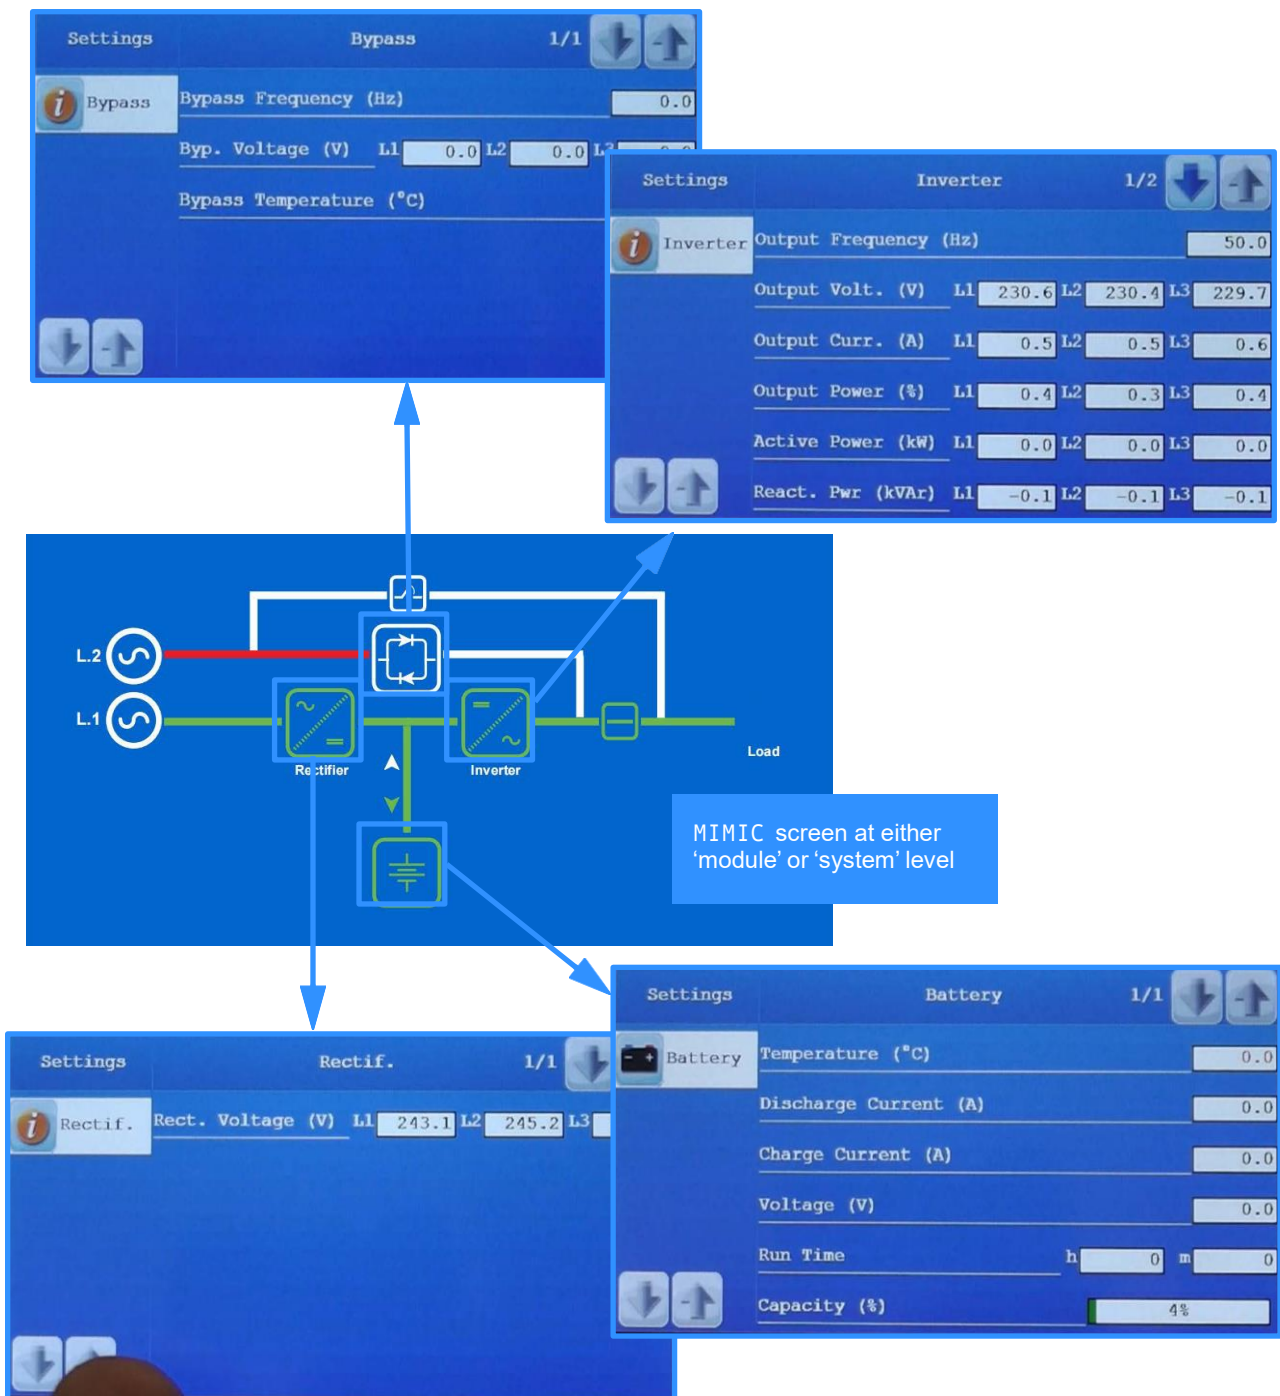 Settings Bypass 1/1
i Bypass
Bypass Frequency (Hz) 0.0
Byp. Voltage (V) L1 0.0 L2 0.0
Bypass Temperature (°C)
Settings Inverter 1/2
i Inverter
Output Frequency (Hz) 50.0
Output Volt. (V) L1 230.6 L2 230.4 L3 229.7
Output Curr. (A) L1 0.5 L2 0.5 L3 0.6
Output Power (%) L1 0.4 L2 0.3 L3 0.4
Active Power (kW) L1 0.0 L2 0.0 L3 0.0
React. Pwr (kVAr) L1 -0.1 L2 -0.1 L3 -0.1
L.2
L.1
Load
Rectifier
Inverter
MIMIC screen at either
‘module’ or ‘system’ level
Settings Rectif. 1/1
i Rectif.
Rect. Voltage (V) L1 243.1 L2 245.2 L3
Settings Battery 1/1
Battery
Temperature (°C) 0.0
Discharge Current (A) 0.0
Charge Current (A) 0.0
Voltage (V) 0.0
Run Time h 0 m 0
Capacity (%) 4%